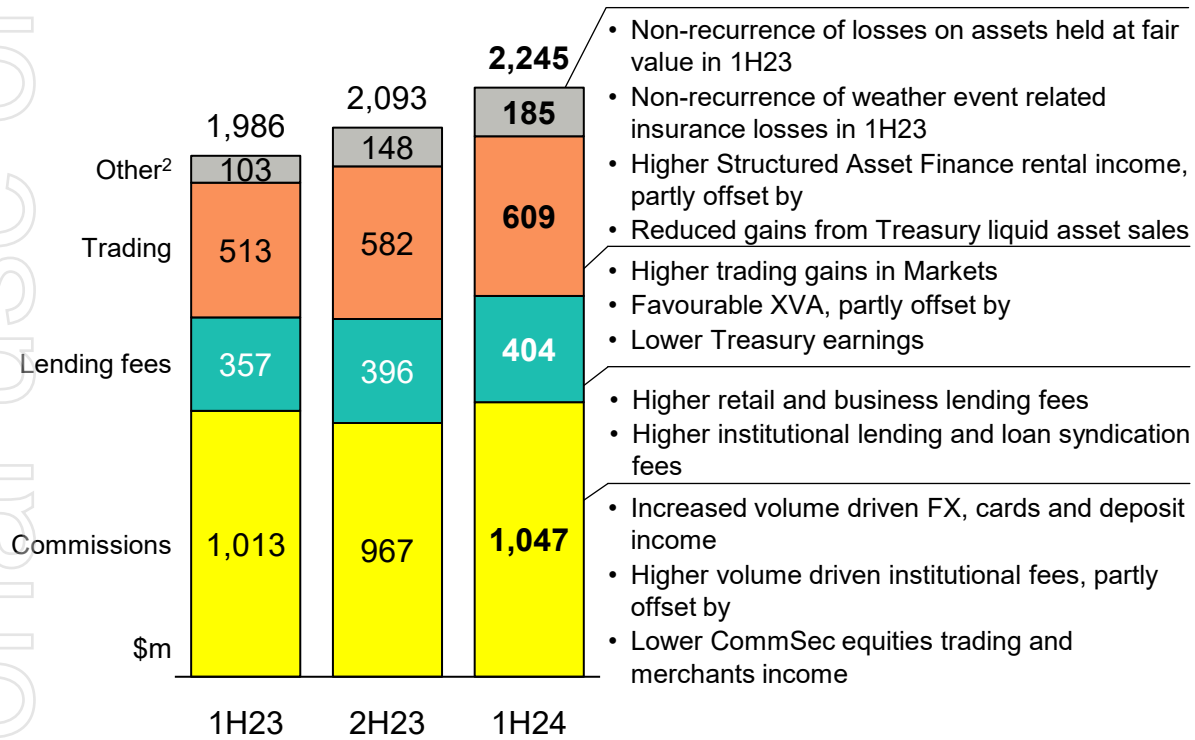 2,245
2,093
1,986
Other2
103
148
185
Trading
513
582
609
Lending fees
357
396
404
Commissions
1,013
967
1,047
$m
1H23
2H23
1H24
• Non-recurrence of losses on assets held at fair
value in 1H23
• Non-recurrence of weather event related
insurance losses in 1H23
• Higher Structured Asset Finance rental income,
partly offset by
• Reduced gains from Treasury liquid asset sales
• Higher trading gains in Markets
• Favourable XVA, partly offset by
• Lower Treasury earnings
• Higher retail and business lending fees
• Higher institutional lending and loan syndication
fees
• Increased volume driven FX, cards and deposit
income
• Higher volume driven institutional fees, partly
offset by
• Lower CommSec equities trading and
merchants income